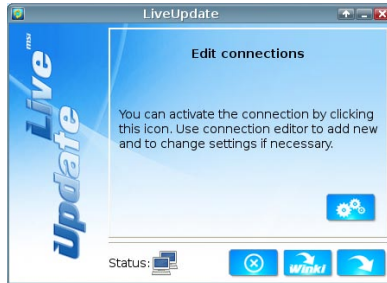 LiveUpdate
msi
Live
Update
Edit connections
You can activate the connection by clicking
this icon. Use connection editor to add new
and to change settings if necessary.
Status:
Winki